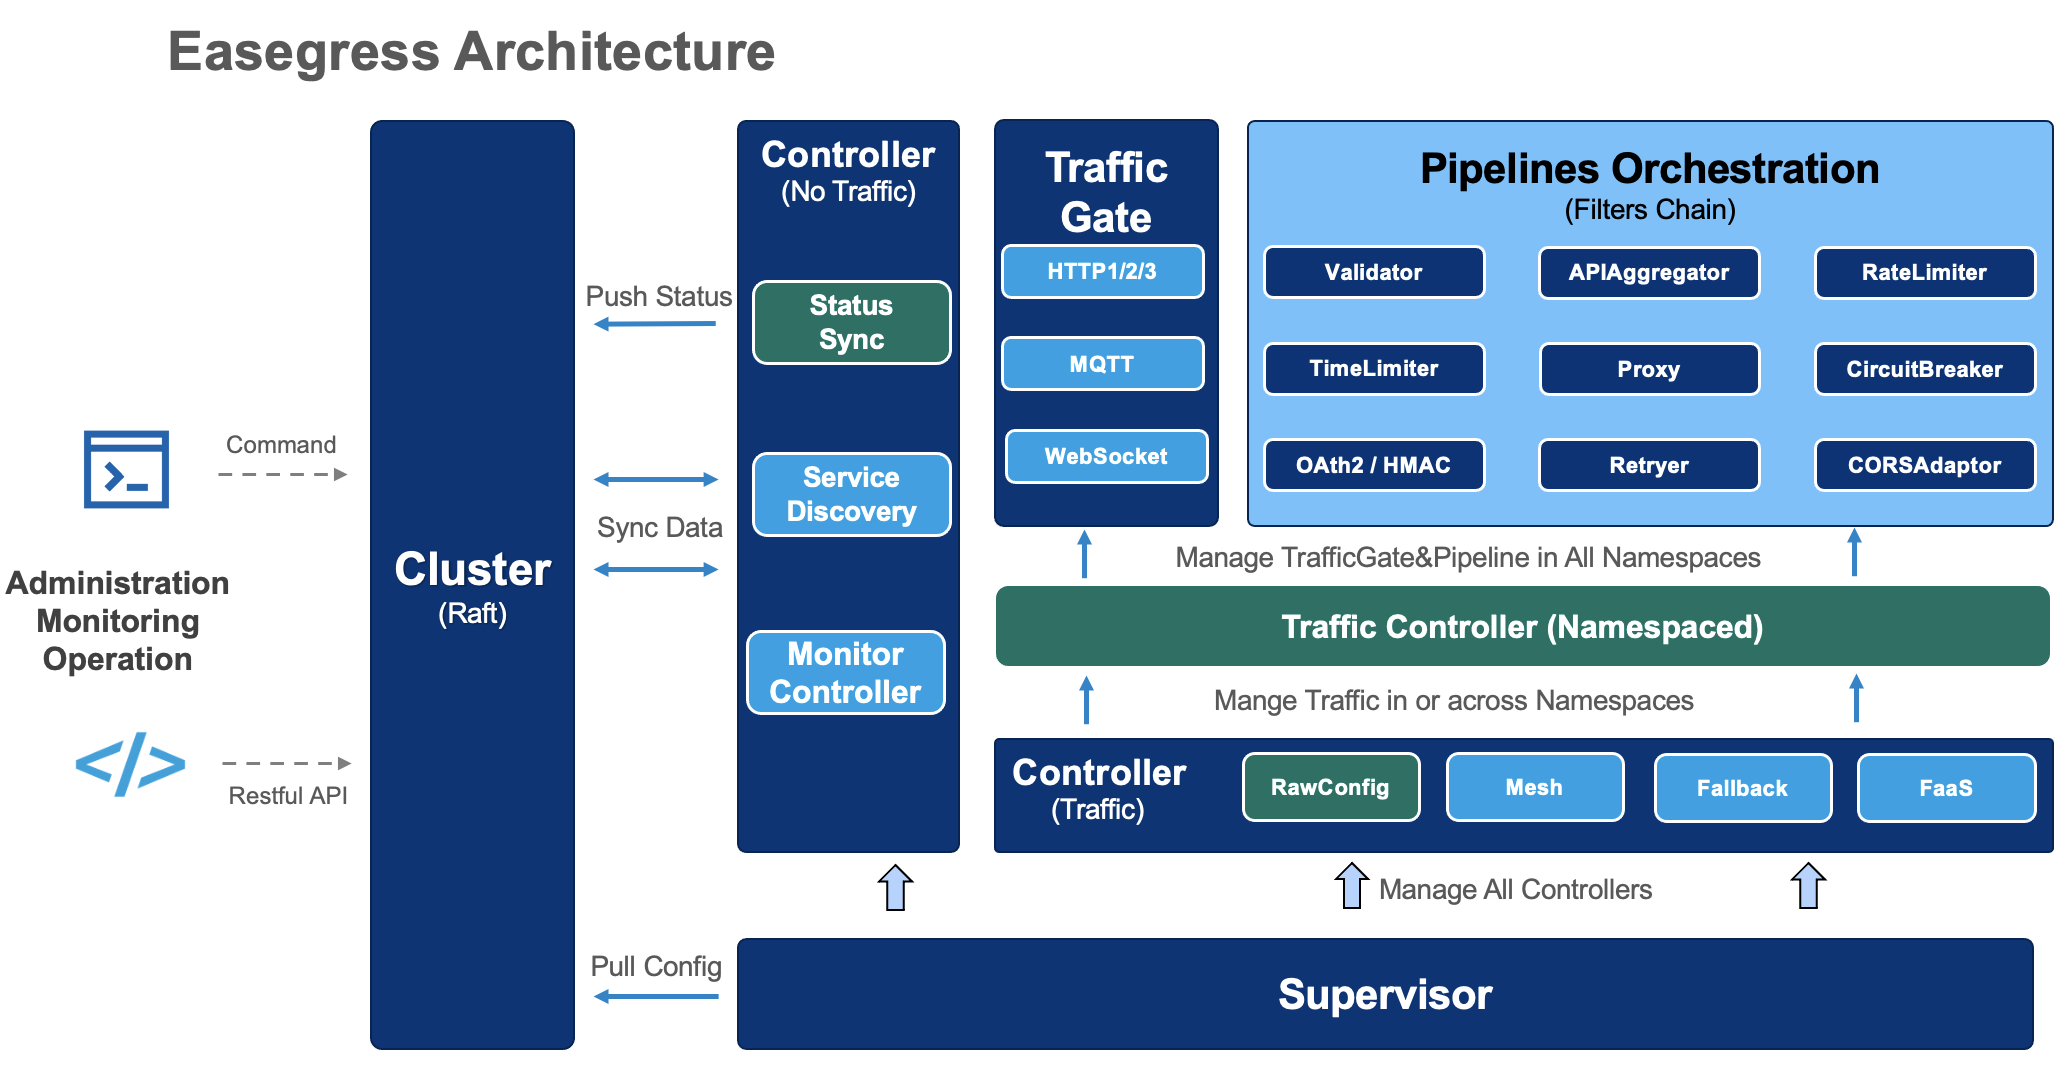 Easegress Architecture
Command
Administration
Monitoring
Operation
Restful API
Cluster
(Raft)
Push Status
Sync Data
Pull Config
Controller
(No Traffic)
Status
Sync
Service
Discovery
Monitor
Controller
Traffic
Gate
HTTP1/2/3
MQTT
WebSocket
Pipelines Orchestration
(Filters Chain)
Validator
APIAggregator
RateLimiter
TimeLimiter
Proxy
CircuitBreaker
OAth2 / HMAC
Retryer
CORSAdaptor
Manage TrafficGate&Pipeline in All Namespaces
Traffic Controller (Namespaced)
Mange Traffic in or across Namespaces
Controller
(Traffic)
RawConfig
Mesh
Fallback
FaaS
Manage All Controllers
Supervisor